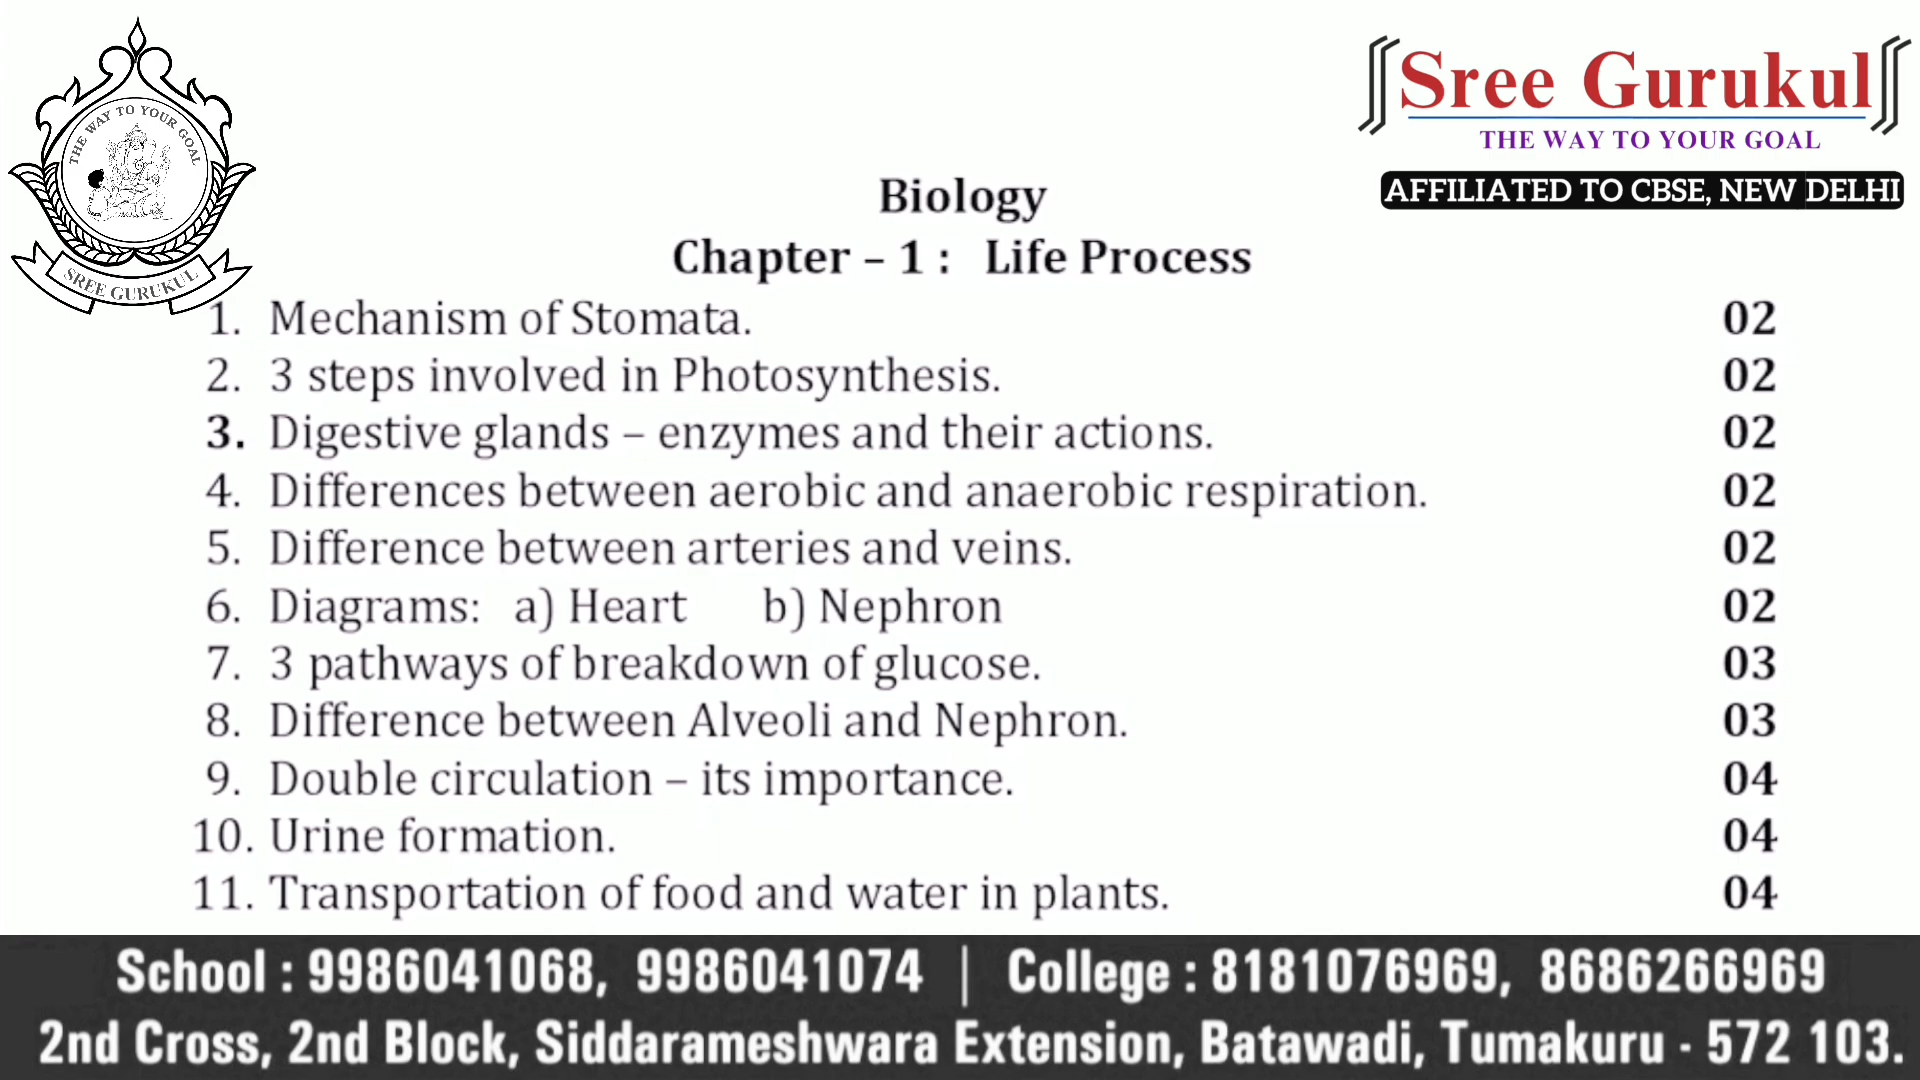 THE WAY TO YOUR GOAL
SREE GURUKUL
Sree Gurukul
THE WAY TO YOUR GOAL
AFFILIATED TO CBSE, NEW DELHI
Biology
Chapter – 1 : Life Process
1. Mechanism of Stomata. 02
2. 3 steps involved in Photosynthesis. 02
3. Digestive glands – enzymes and their actions. 02
4. Differences between aerobic and anaerobic respiration. 02
5. Difference between arteries and veins. 02
6. Diagrams: a) Heart b) Nephron 02
7. 3 pathways of breakdown of glucose. 03
8. Difference between Alveoli and Nephron. 03
9. Double circulation – its importance. 04
10. Urine formation. 04
11. Transportation of food and water in plants. 04
School : 9986041068, 9986041074 | College : 8181076969, 8686266969
2nd Cross, 2nd Block, Siddarameshwara Extension, Batawadi, Tumakuru - 572 103.